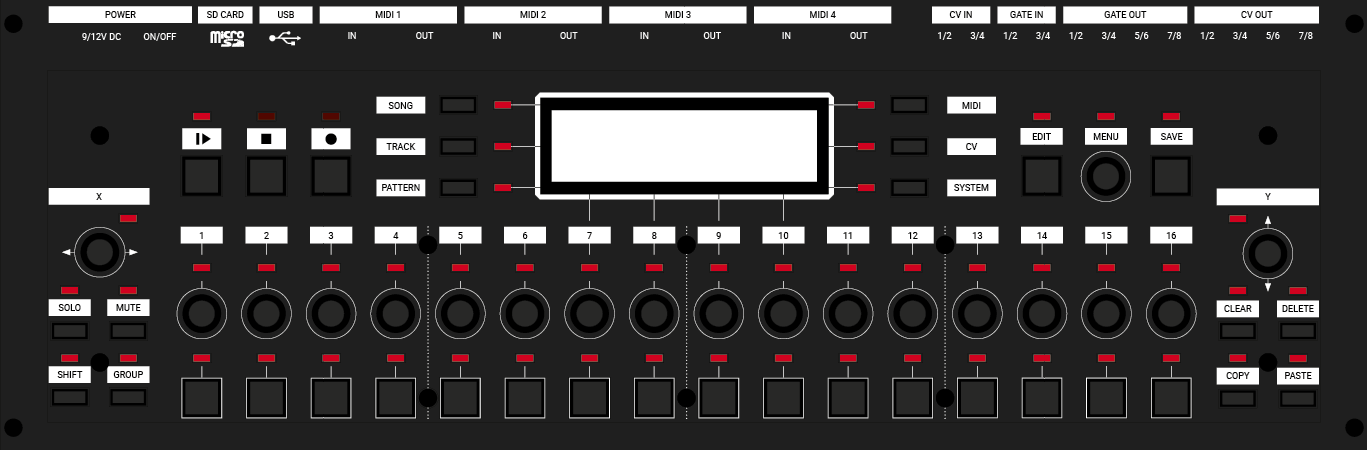 POWER SD CARD USB MIDI 1 MIDI 2 MIDI 3 MIDI 4 CV IN GATE IN GATE OUT CV OUT
9/12V DC ON/OFF micro SD IN OUT IN OUT IN OUT IN OUT 1/2 3/4 1/2 3/4 1/2 3/4 5/6 7/8 1/2 3/4 5/6 7/8
SONG MIDI
EDIT MENU SAVE
TRACK CV
PATTERN SYSTEM
X Y
1 2 3 4 5 6 7 8 9 10 11 12 13 14 15 16
SOLO MUTE CLEAR DELETE
SHIFT GROUP COPY PASTE